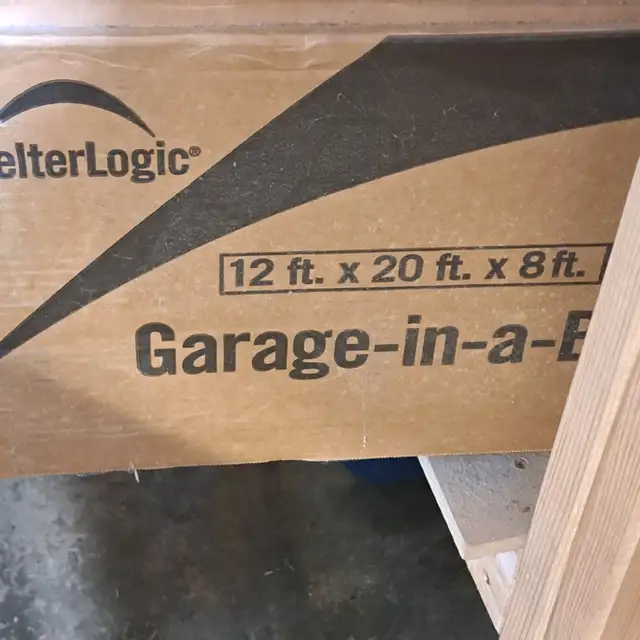 elterLogic®
12 ft. x 20 ft. x 8 ft.
Garage-in-a-